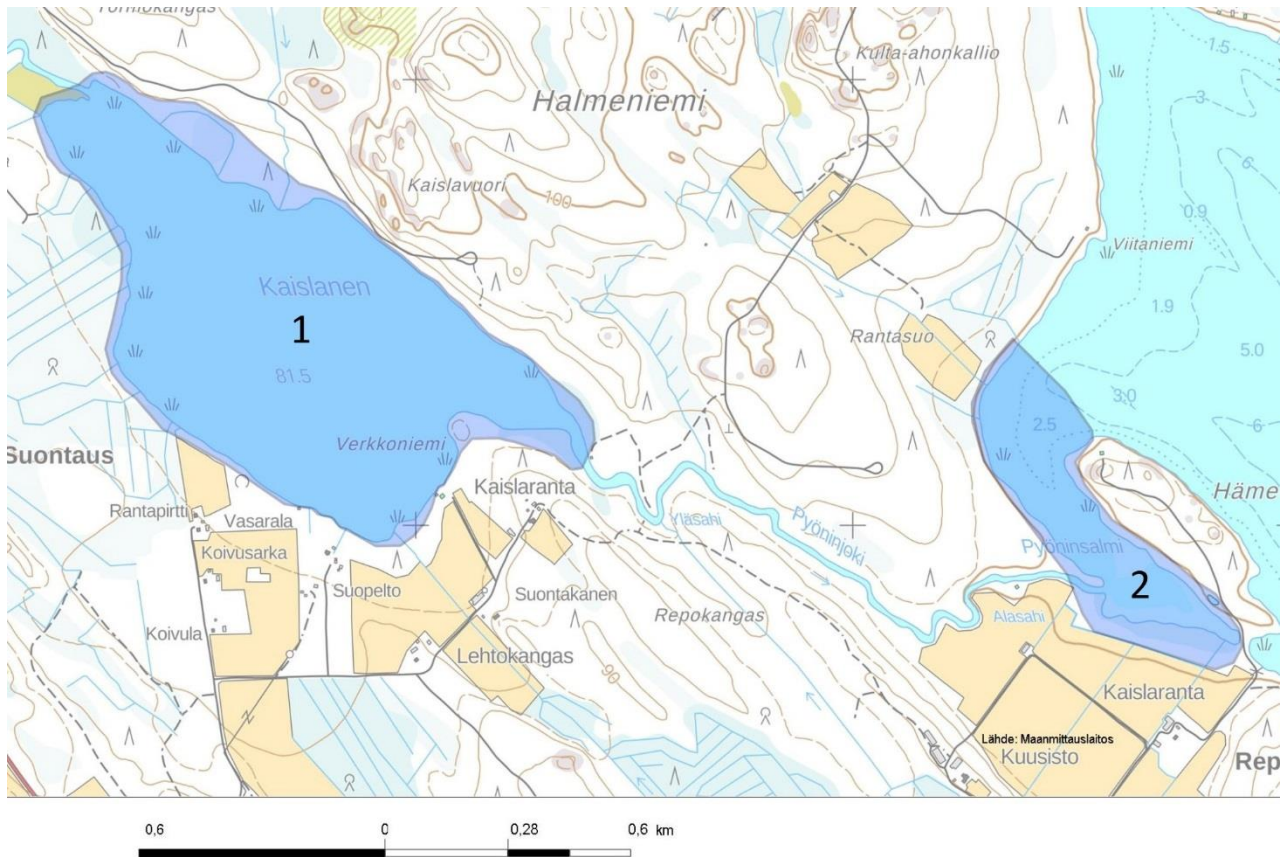 Tormokangas
Kulta-ahonkallio
1.5
3
Halmeniemi
6
Kaislavuori
100
0.9
Viitaniemi
Kaislanen
1
1.9
Rantasuo
5.0
81.5
3.0
2.5
6
Verkkoniemi
Suontaus
Kaislaranta
Häme
Rantapirtti
Vasarala
Yläsahi
Pyöninjoki
Koivusarka
Pyöninsalmi
2
Suopelto
Suontakanen
Repokangas
Alasahi
Koivula
Lehtokangas
90
Kaislaranta
Lähde: Maanmittauslaitos
Kuusisto
Rep
0,6 0 0,28 0,6 km